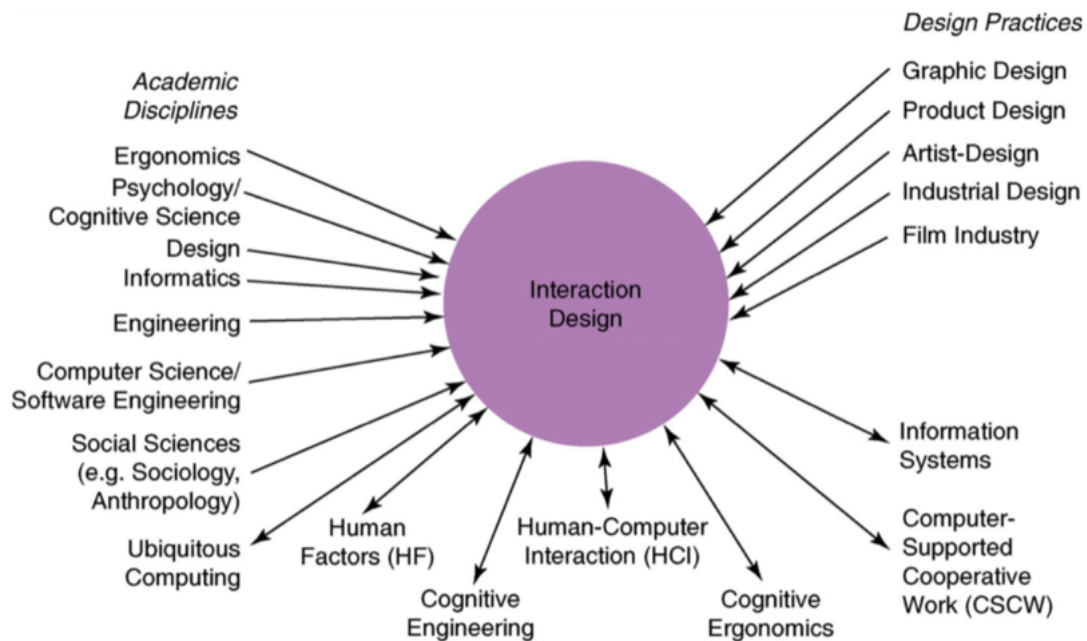 Academic
Disciplines
Ergonomics
Psychology/
Cognitive Science
Design
Informatics
Engineering
Computer Science/
Software Engineering
Social Sciences
(e.g. Sociology,
Anthropology)
Ubiquitous
Computing
Human
Factors (HF)
Cognitive
Engineering
Human-Computer
Interaction (HCI)
Cognitive
Ergonomics
Interaction
Design
Design Practices
Graphic Design
Product Design
Artist-Design
Industrial Design
Film Industry
Information
Systems
Computer-
Supported
Cooperative
Work (CSCW)